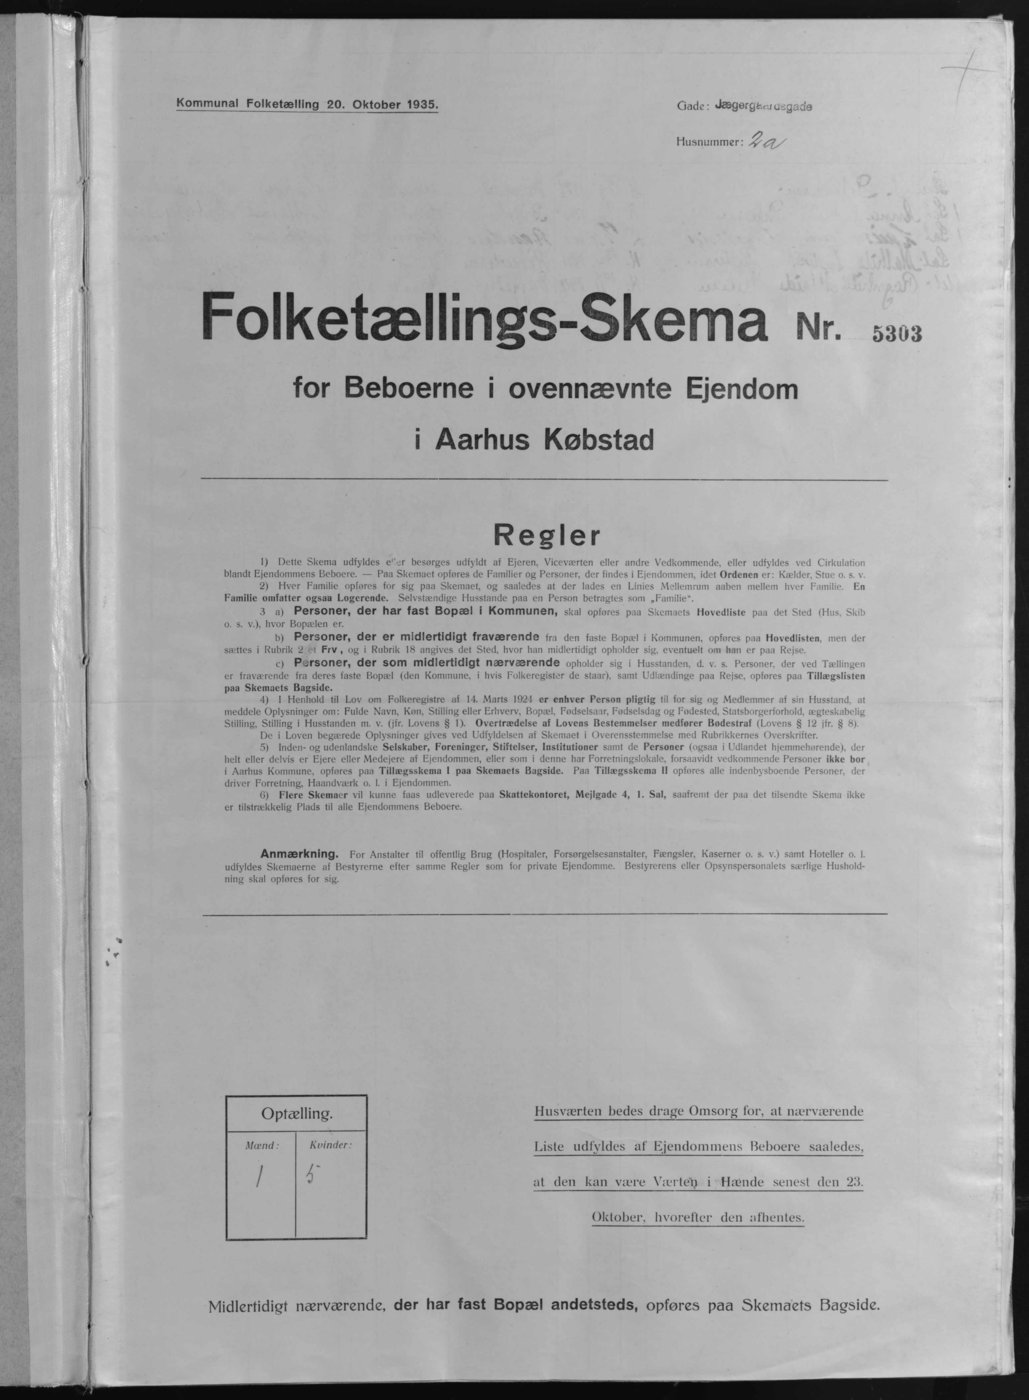 Kommunal Folketælling 20. Oktober 1935.
Gade: Jægergaardsgade
Husnummer: 2a
Folketællings-Skema Nr. 5303
for Beboerne i ovennævnte Ejendom
i Aarhus Købstad
Regler
1) Dette Skema udfyldes eller besørges udfyldt af Ejeren, Viceværten eller andre Vedkommende, eller udfyldes ved Cirkulation
blandt Ejendommens Beboere. — Paa Skemaet opføres de Familier og Personer, der findes i Ejendommen, idet Ordenen er: Kælder, Stue o. s. v.
2) Hver Familie opføres for sig paa Skemaet, og saaledes at der lades en Linies Mellemrum aaben mellem hver Familie. En
Familie omfatter ogsaa Logerende. Selvstændige Husstande paa en Person betragtes som „Familie“.
3 a) Personer, der har fast Bopæl i Kommunen, skal opføres paa Skemaets Hovedliste paa det Sted (Hus, Skib
o. s. v.), hvor Bopælen er.
b) Personer, der er midlertidigt fraværende fra den faste Bopæl i Kommunen, opføres paa Hovedlisten, men der
sættes i Rubrik 2 et Frv, og i Rubrik 18 angives det Sted, hvor han midlertidigt opholder sig, eventuelt om han er paa Rejse.
c) Personer, der som midlertidigt nærværende opholder sig i Husstanden, d. v. s. Personer, der ved Tællingen
er fraværende fra deres faste Bopæl (den Kommune, i hvis Folkeregister de staar), samt Udlændinge paa Rejse, opføres paa Tillægslisten
paa Skemaets Bagside.
4) I Henhold til Lov om Folkeregistre af 14. Marts 1924 er enhver Person pligtig til for sig og Medlemmer af sin Husstand, at
meddele Oplysninger om: Fulde Navn, Køn, Stilling eller Erhverv, Bopæl, Fødselsaar, Fødselsdag og Fødested, Statsborgerforhold, ægteskabelig
Stilling, Stilling i Husstanden m. v. (jfr. Lovens § 1). Overtrædelse af Lovens Bestemmelser medfører Bødestraf (Lovens § 12 jfr. § 8).
De i Loven begærede Oplysninger gives ved Udfyldelsen af Skemaet i Overensstemmelse med Rubrikkernes Overskrifter.
5) Inden- og udenlandske Selskaber, Foreninger, Stiftelser, Institutioner samt de Personer (ogsaa i Udlandet hjemmehørende), der
helt eller delvis er Ejere eller Medejere af Ejendommen, eller som i denne har Forretningslokale, forsaavidt vedkommende Personer ikke bor
i Aarhus Kommune, opføres paa Tillægsskema I paa Skemaets Bagside. Paa Tillægsskema II opføres alle indenbysboende Personer, der
driver Forretning, Haandværk o. l. i Ejendommen.
6) Flere Skemaer vil kunne faas udleverede paa Skattekontoret, Mejlgade 4, 1. Sal, saafremt der paa det tilsendte Skema ikke
er tilstrækkelig Plads til alle Ejendommens Beboere.
Anmærkning. For Anstalter til offentlig Brug (Hospitaler, Forsørgelsesanstalter, Fængsler, Kaserner o. s. v.) samt Hoteller o. l.
udfyldes Skemaerne af Bestyrerne efter samme Regler som for private Ejendomme. Bestyrerens eller Opsynspersonalets særlige Hushold-
ning skal opføres for sig.
Optælling.
Mænd: Kvinder:
1 5
Husværten bedes drage Omsorg for, at nærværende
Liste udfyldes af Ejendommens Beboere saaledes,
at den kan være Værten i Hænde senest den 23.
Oktober, hvorefter den afhentes.
Midlertidigt nærværende, der har fast Bopæl andetsteds, opføres paa Skemaets Bagside.